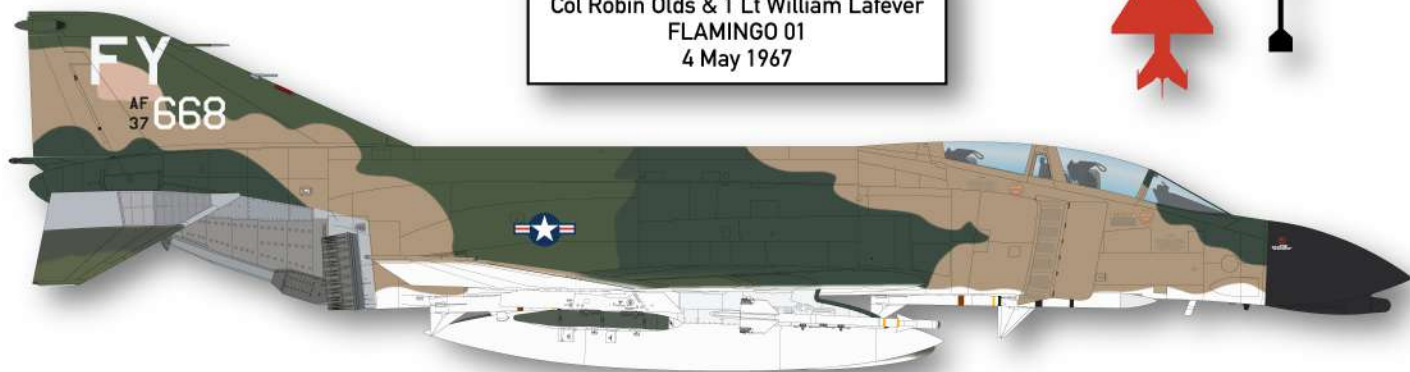 Col Robin Olds & 1 Lt William Lafever
FLAMINGO 01
4 May 1967
FY
AF
37 668